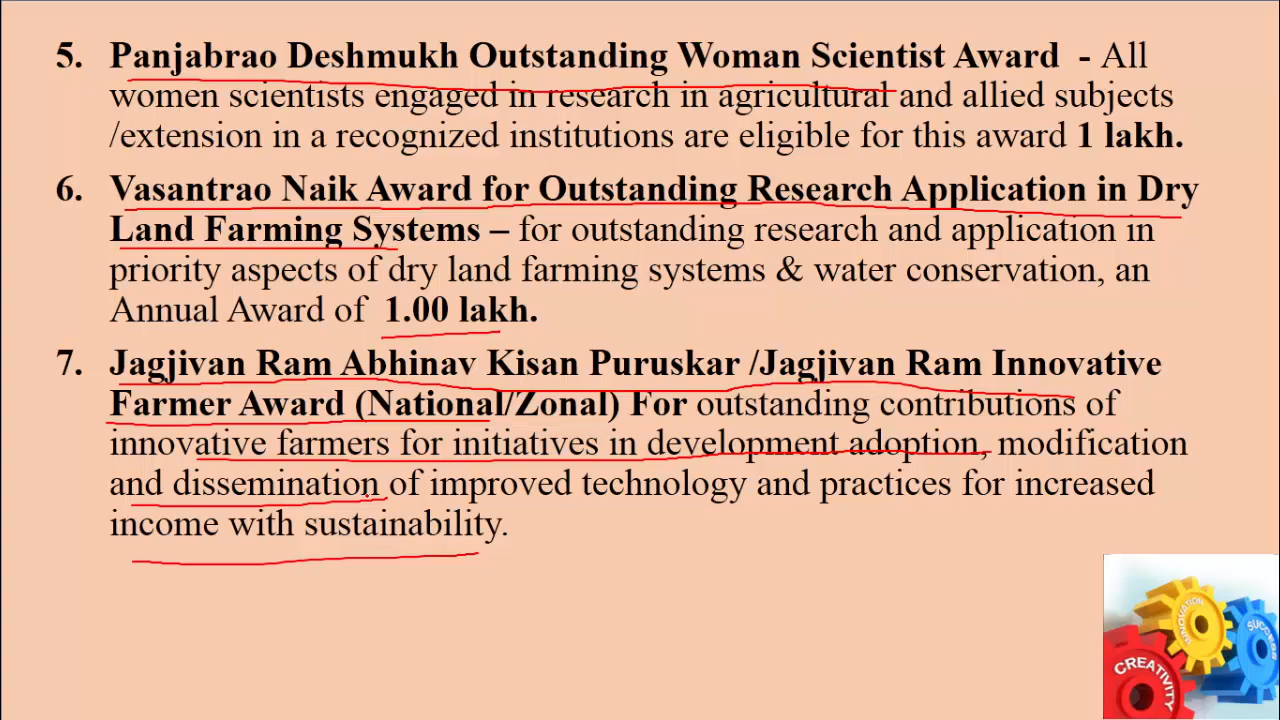 5. Panjabrao Deshmukh Outstanding Woman Scientist Award - All
women scientists engaged in research in agricultural and allied subjects
/extension in a recognized institutions are eligible for this award 1 lakh.
6. Vasantrao Naik Award for Outstanding Research Application in Dry
Land Farming Systems – for outstanding research and application in
priority aspects of dry land farming systems & water conservation, an
Annual Award of 1.00 lakh.
7. Jagjivan Ram Abhinav Kisan Puruskar /Jagjivan Ram Innovative
Farmer Award (National/Zonal) For outstanding contributions of
innovative farmers for initiatives in development adoption, modification
and dissemination of improved technology and practices for increased
income with sustainability.
INNOVATION
SUCCESS
CREATIVITY